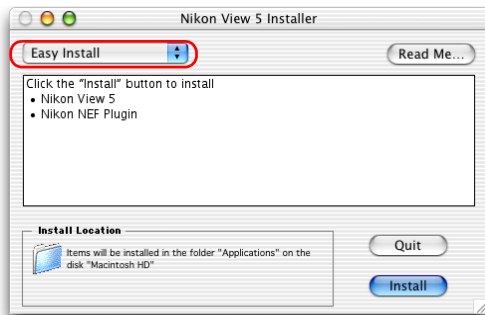 Nikon View 5 Installer
Easy Install
Read Me...
Click the “Install” button to install
• Nikon View 5
• Nikon NEF Plugin
Install Location
Items will be installed in the folder "Applications" on the
disk "Macintosh HD"
Quit
Install